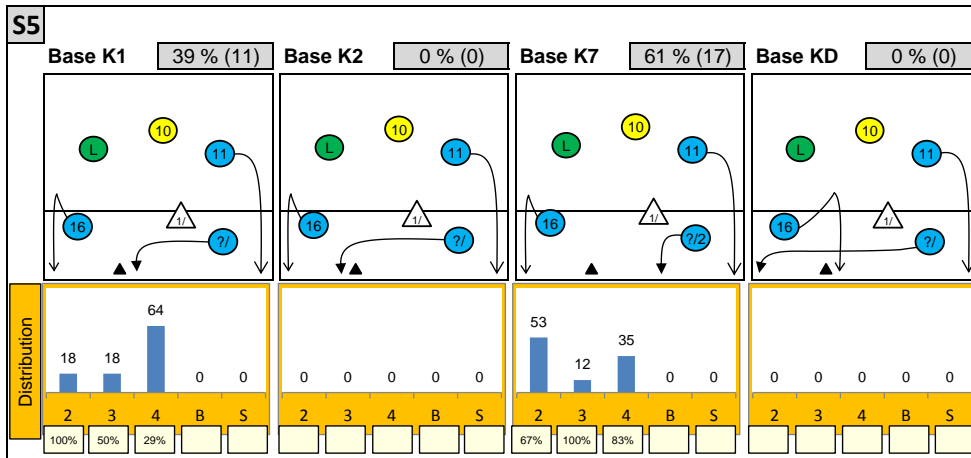 S5
Base K1 39 % (11) Base K2 0 % (0) Base K7 61 % (17) Base KD 0 % (0)
10 10 10 10
L 11 L 11 L 11 L 11
16 1/ 16 1/ 16 1/ 16 1/
?/ ?/ ?/2 ?/
Distribution
64
18 18 0 0
0 0 0 0 0
53 12 35 0 0
0 0 0 0 0
2 3 4 B S 2 3 4 B S 2 3 4 B S 2 3 4 B S
100% 50% 29% 67% 100% 83%